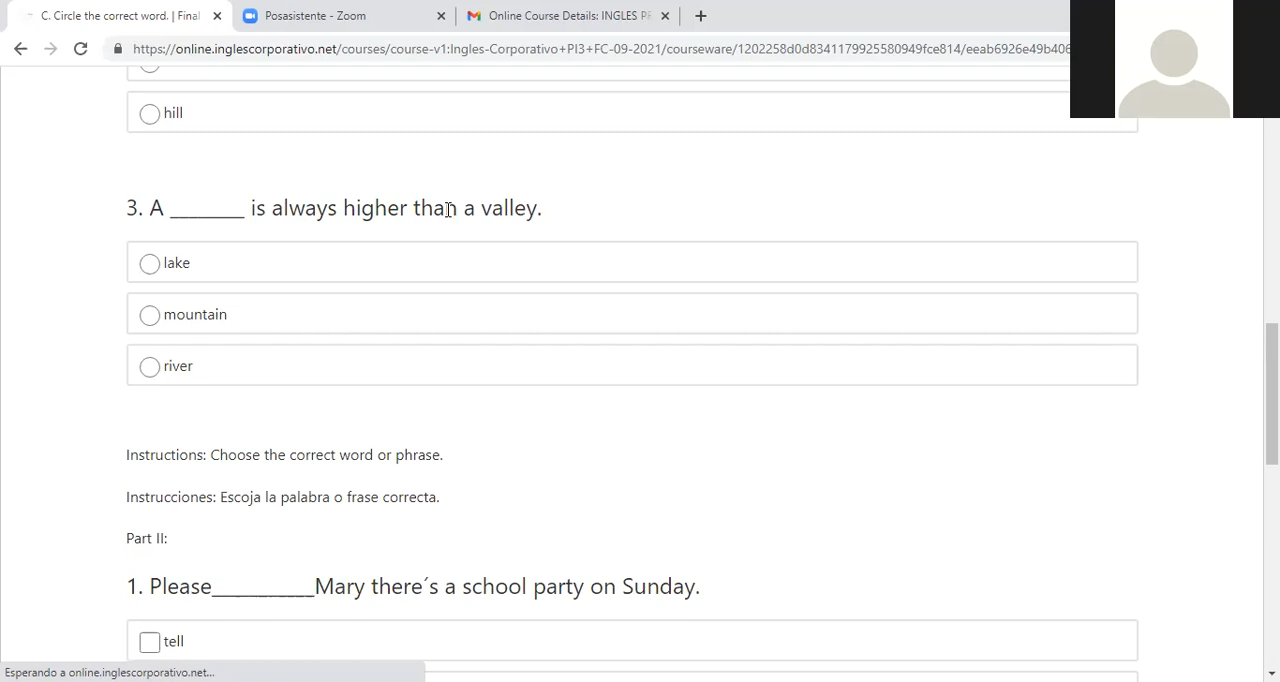 C. Circle the correct word. | Final
Posasistente - Zoom
Online Course Details: INGLES PF
https://online.inglescorporativo.net/courses/course-v1:Ingles-Corporativo+PI3+FC-09-2021/courseware/1202258d0d8341179925580949fce814/eeab6926e49b406
hill
3. A _______ is always higher than a valley.
lake
mountain
river
Instructions: Choose the correct word or phrase.
Instrucciones: Escoja la palabra o frase correcta.
Part II:
1. Please__________Mary there´s a school party on Sunday.
tell
Esperando a online.inglescorporativo.net...